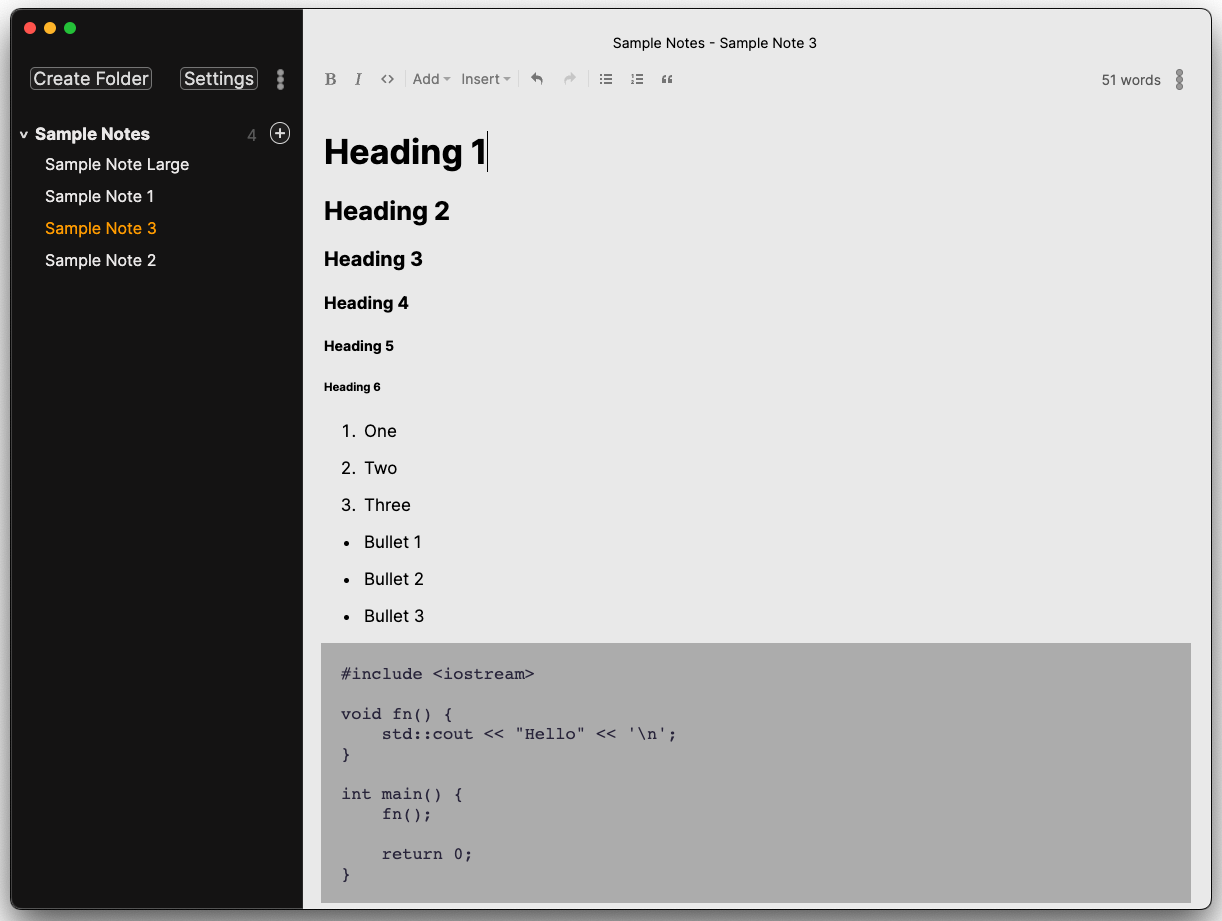 Sample Notes - Sample Note 3
Create Folder Settings
B I <> Add Insert 51 words
Sample Notes 4
Sample Note Large
Sample Note 1
Sample Note 3
Sample Note 2
Heading 1
Heading 2
Heading 3
Heading 4
Heading 5
Heading 6
1. One
2. Two
3. Three
• Bullet 1
• Bullet 2
• Bullet 3
#include <iostream>
void fn() {
    std::cout << "Hello" << '\n';
}
int main() {
    fn();
    return 0;
}